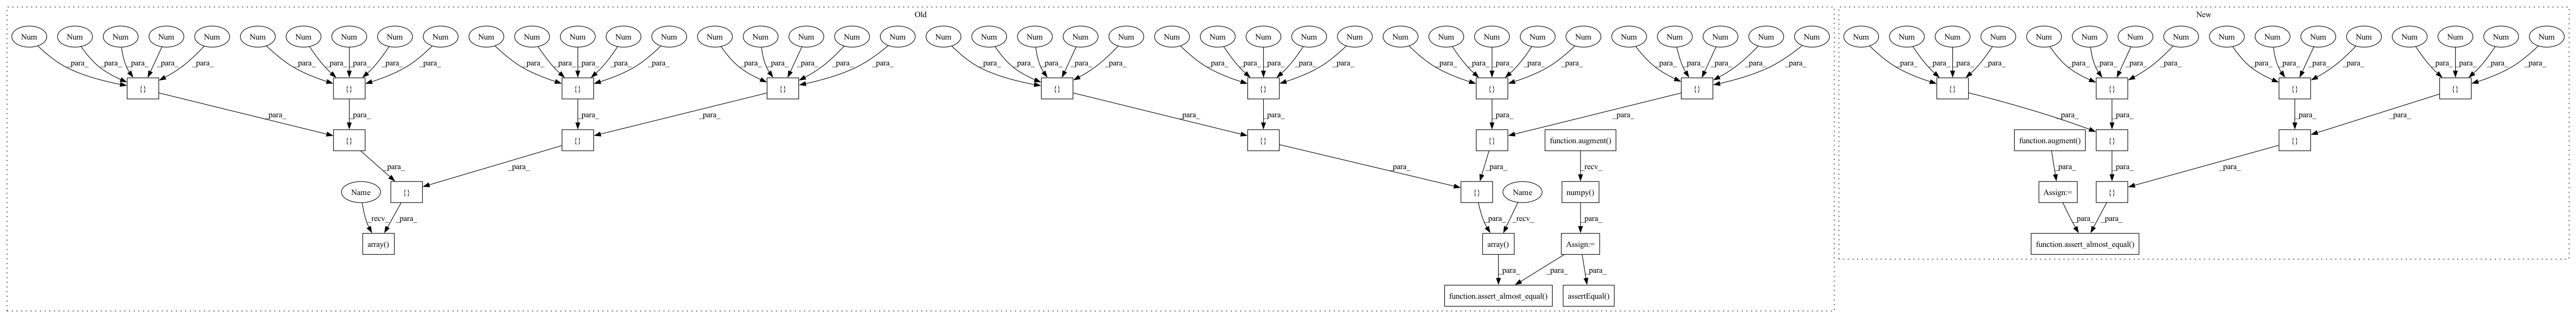 Old
New
Num Num Num Num Num Num Num Num Num Num Num Num Num Num Num Num Num Num Num Num Num Num Num Num Num Num Num Num Num Num Num Num Num Num Num Num Num Num Num Num Num Num Num Num Num Num Num Num Num Num Num Num Num Num Num Num
_para_ _para_ _para_ _para_ _para_ _para_ _para_ _para_ _para_ _para_ _para_ _para_ _para_ _para_ _para_ _para_ _para_ _para_ _para_ _para_ _para_ _para_ _para_ _para_ _para_ _para_ _para_ _para_ _para_ _para_ _para_ _para_ _para_ _para_ _para_ _para_ _para_ _para_ _para_ _para_ _para_ _para_ _para_ _para_ _para_ _para_ _para_ _para_ _para_ _para_ _para_ _para_ _para_ _para_ _para_ _para_
{} {} {} {} {} {} {} {} {} {} {} {}
_para_ _para_ _para_ _para_ _para_ _para_ _para_ _para_ _para_ _para_ _para_ _para_
{} {} {} {} function.augment() function.augment() {} {}
_para_ _para_ _para_ _para_ _recv_ _para_ _para_ _para_
Name {} {} Name numpy() Assign:= {}
_recv_ _para_ _para_ _recv_ _para_ _para_ _para_
array() array() Assign:= function.assert_almost_equal()
_para_ _para_ _para_
function.assert_almost_equal() assertEqual()